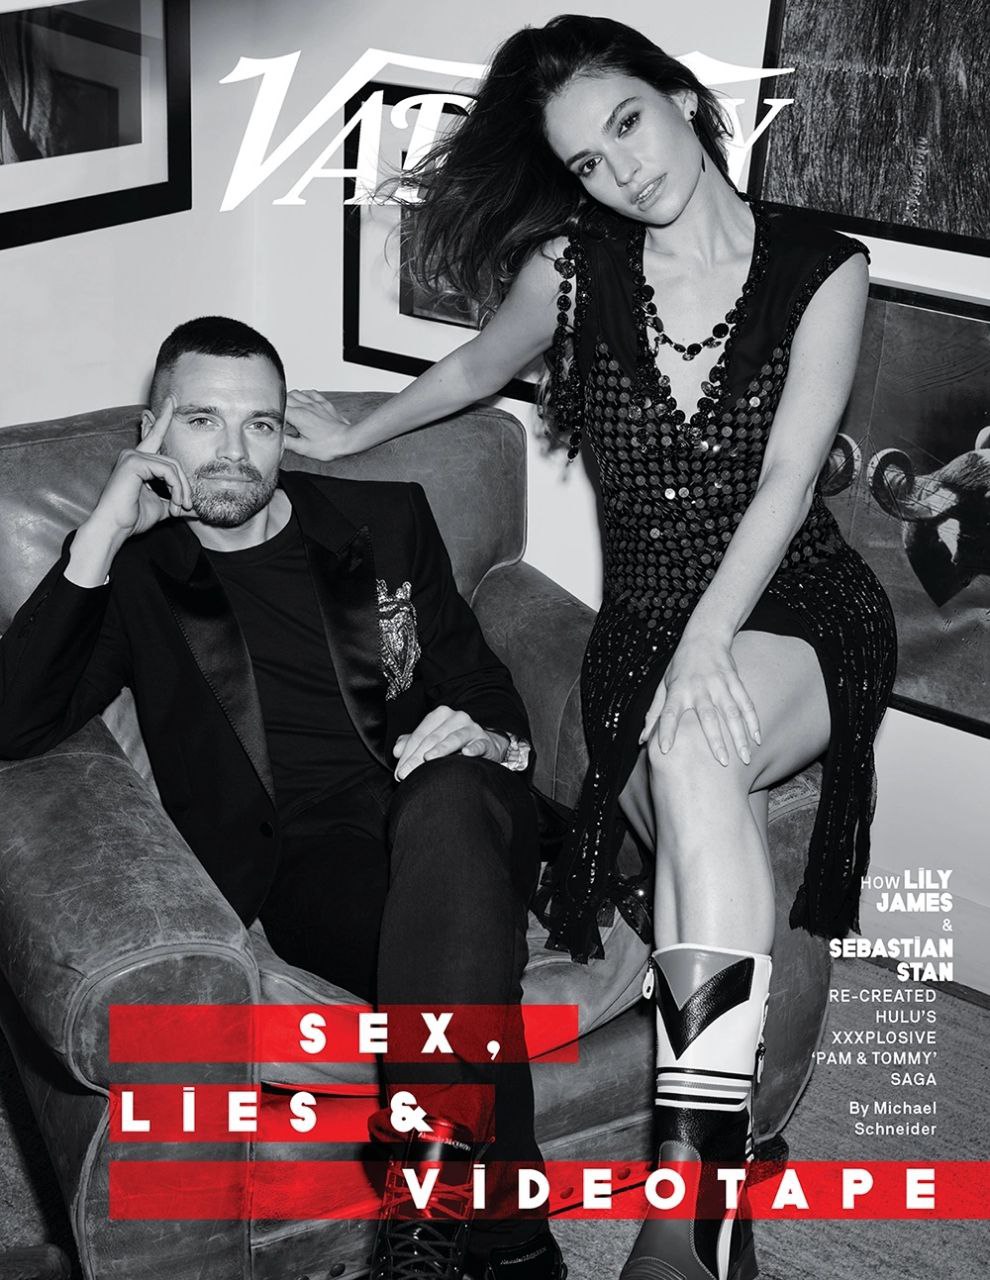 VARIETY
HOW LILY
JAMES
&
SEBASTIAN
STAN
RE-CREATED
HULU'S
XXXPLOSIVE
'PAM & TOMMY'
SAGA
By Michael
Schneider
SEX,
LIES &
VIDEOTAPE